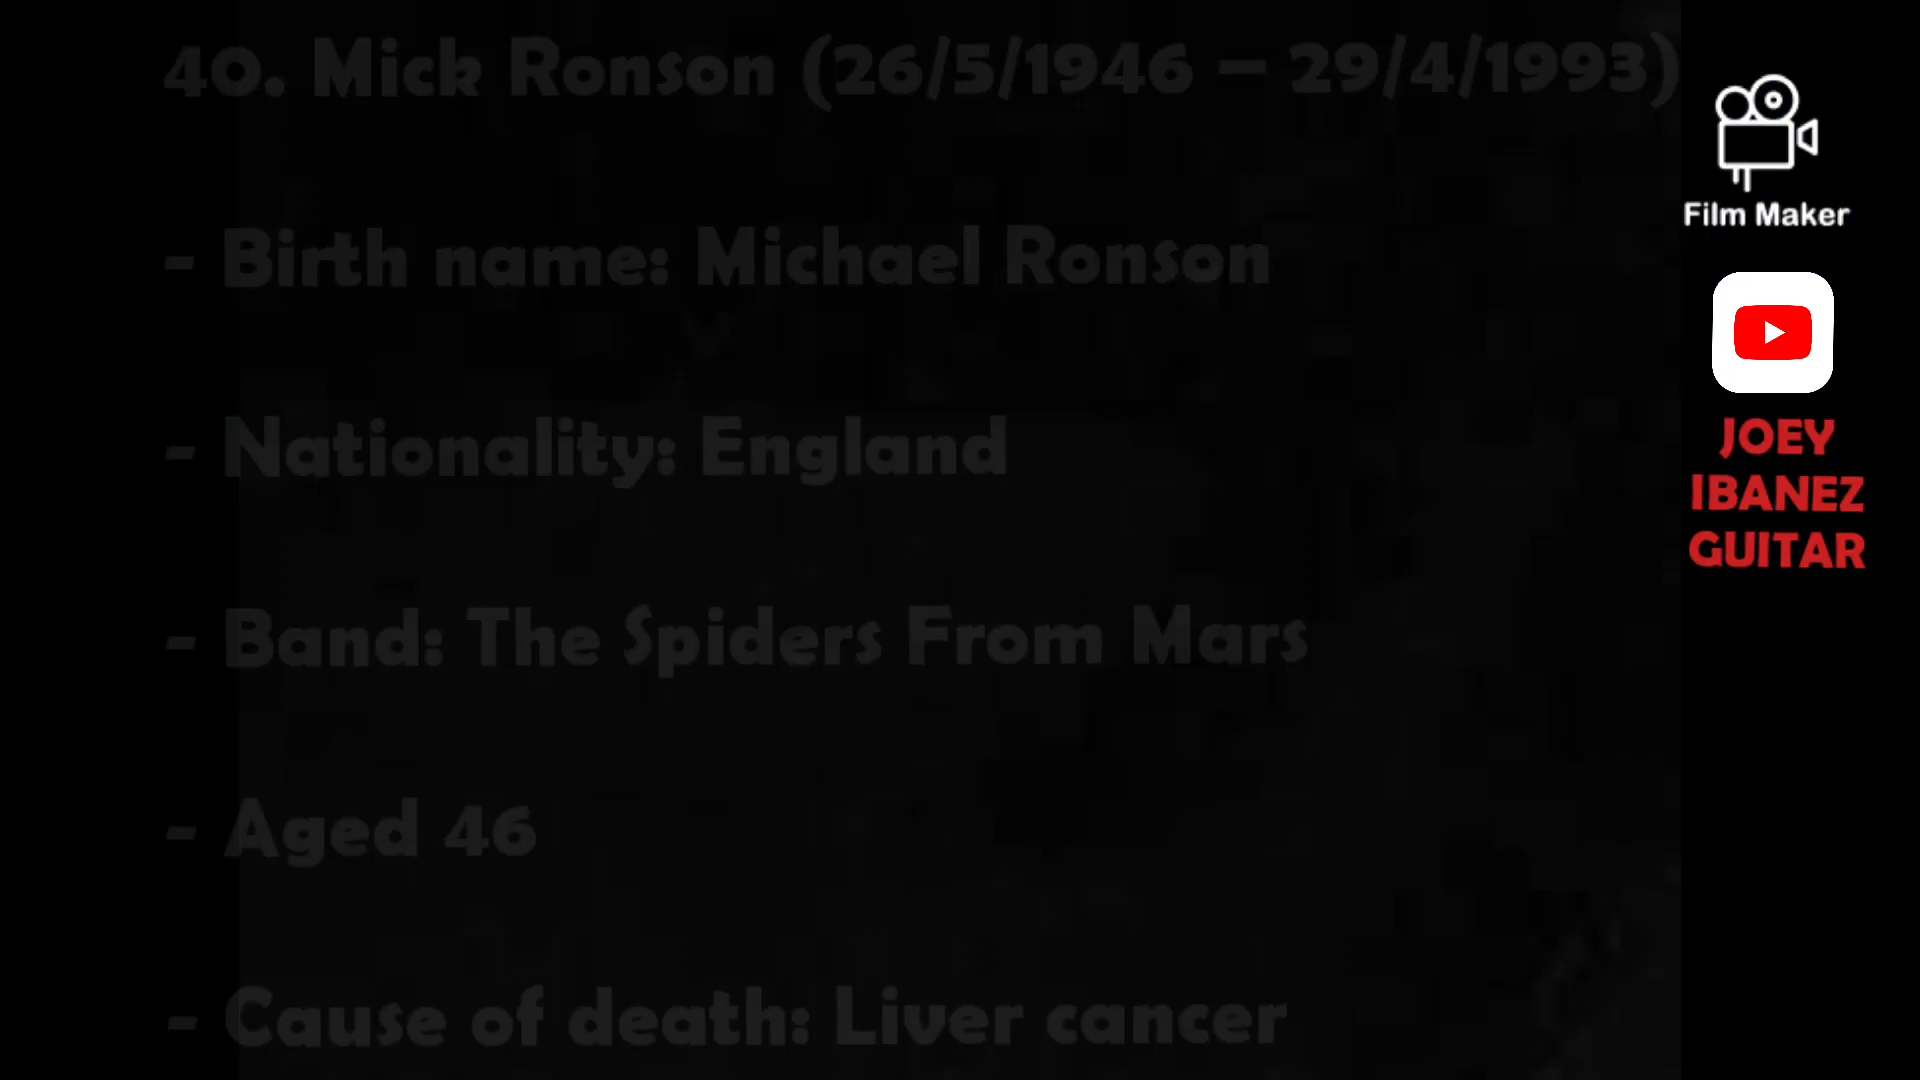 40. Mick Ronson (26/5/1946 – 29/4/1993)
- Birth name: Michael Ronson
- Nationality: England
- Band: The Spiders From Mars
- Aged 46
- Cause of death: Liver cancer
Film Maker
JOEY
IBANEZ
GUITAR